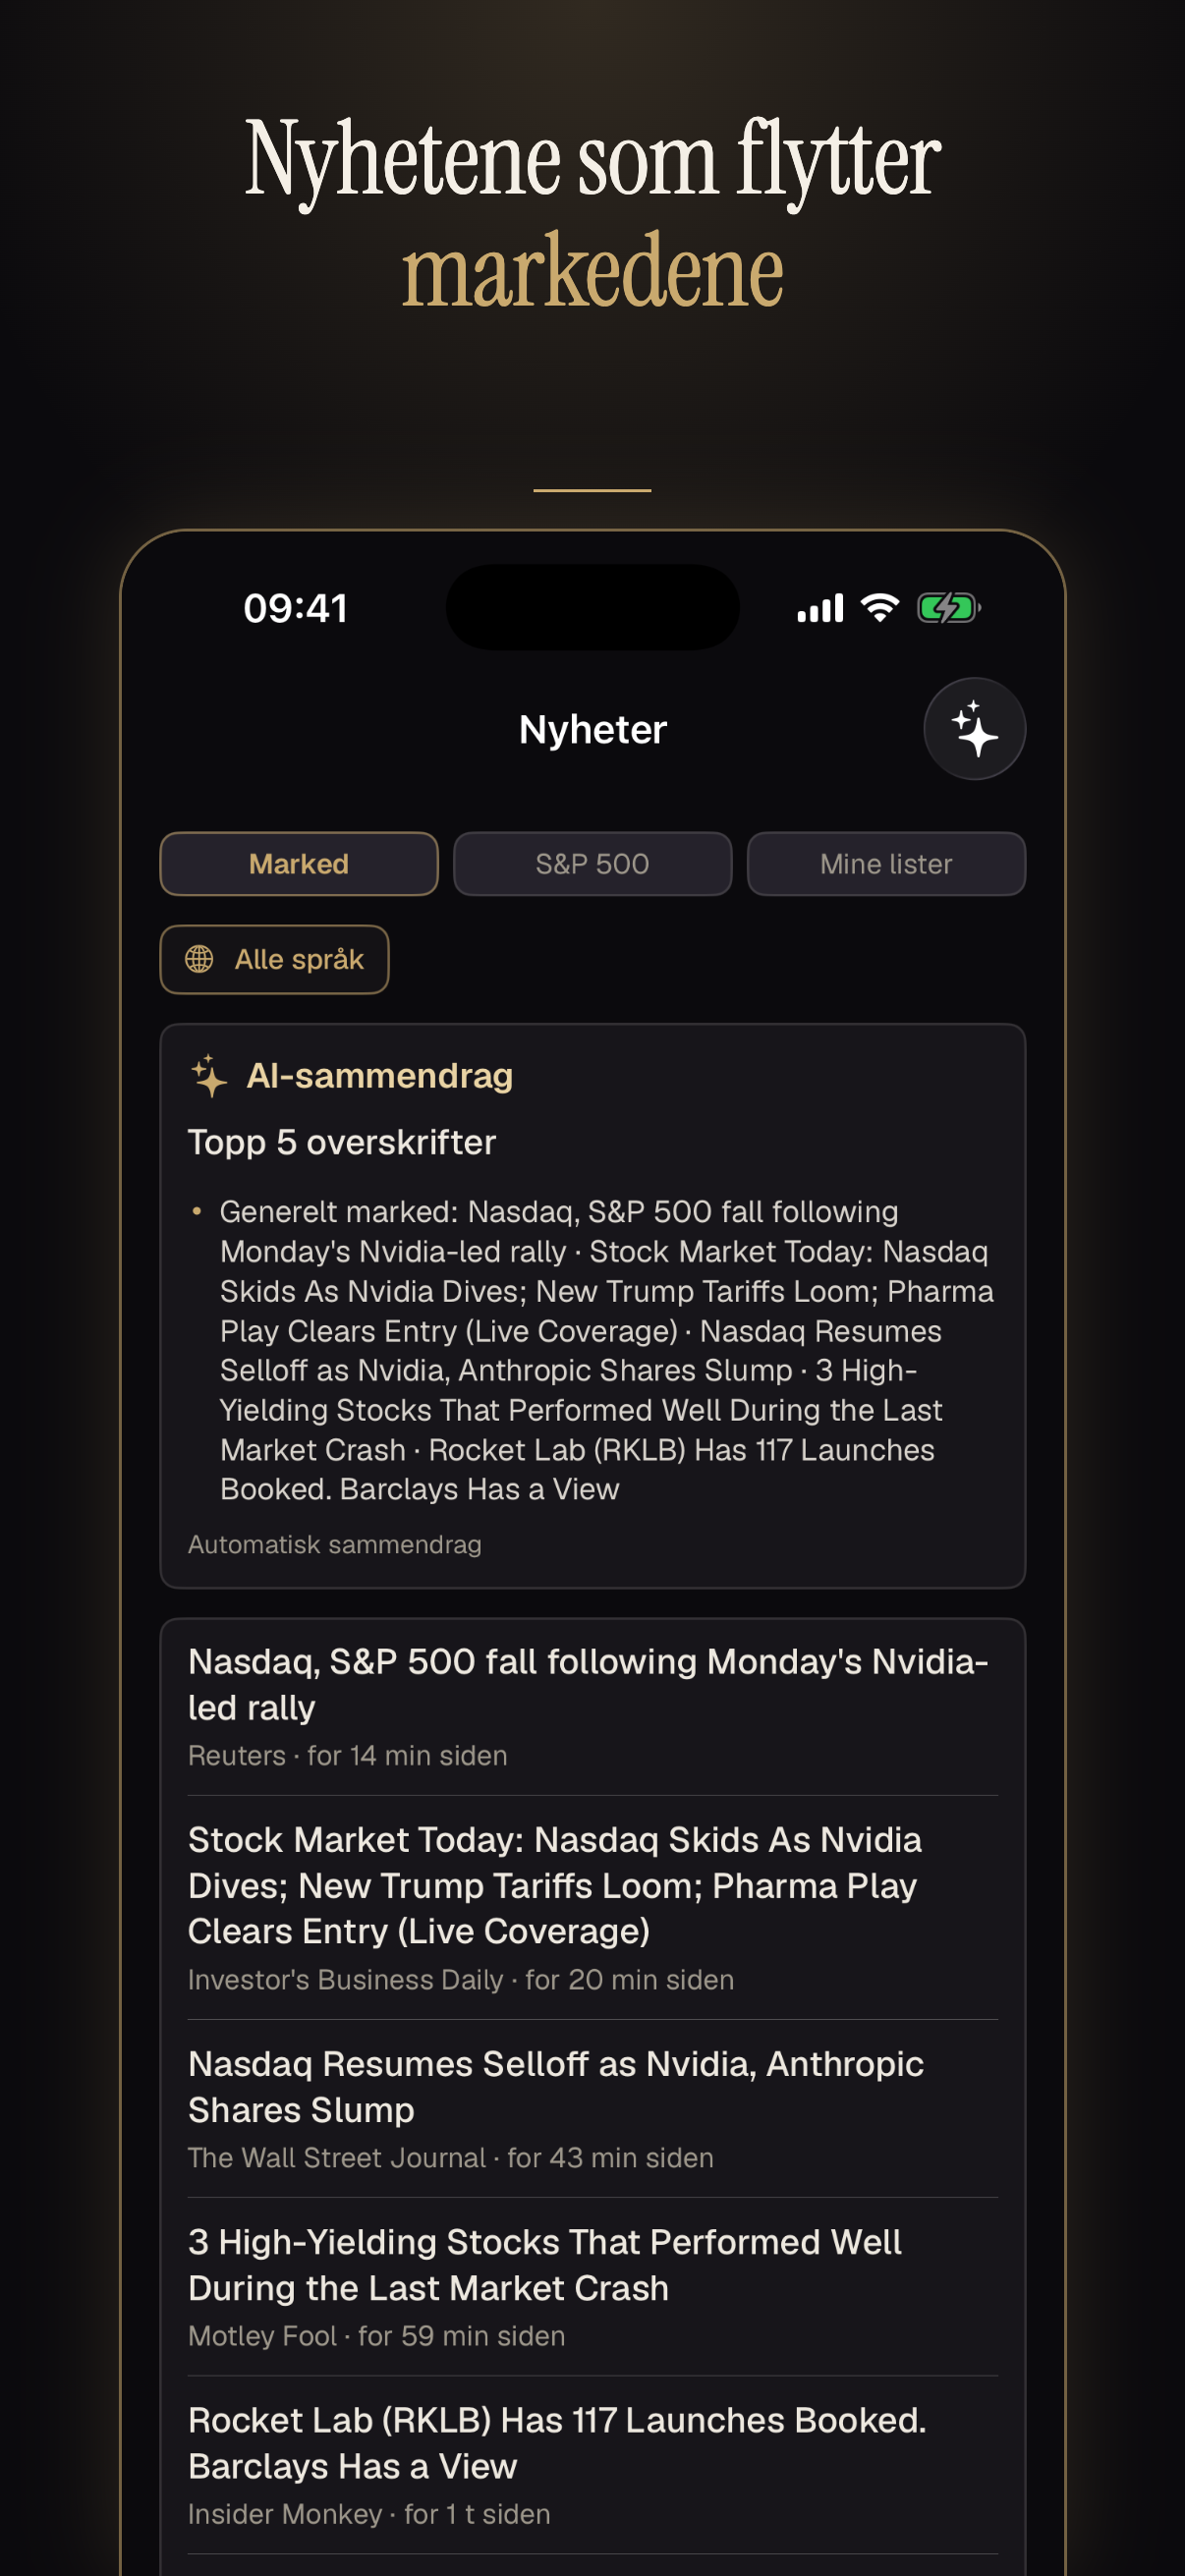 Nyhetene som flytter
markedene
09:41
Nyheter
Marked
S&P 500
Mine lister
Alle språk
AI-sammendrag
Topp 5 overskrifter
• Generelt marked: Nasdaq, S&P 500 fall following
Monday's Nvidia-led rally · Stock Market Today: Nasdaq
Skids As Nvidia Dives; New Trump Tariffs Loom; Pharma
Play Clears Entry (Live Coverage) · Nasdaq Resumes
Selloff as Nvidia, Anthropic Shares Slump · 3 High-
Yielding Stocks That Performed Well During the Last
Market Crash · Rocket Lab (RKLB) Has 117 Launches
Booked. Barclays Has a View
Automatisk sammendrag
Nasdaq, S&P 500 fall following Monday's Nvidia-
led rally
Reuters · for 14 min siden
Stock Market Today: Nasdaq Skids As Nvidia
Dives; New Trump Tariffs Loom; Pharma Play
Clears Entry (Live Coverage)
Investor's Business Daily · for 20 min siden
Nasdaq Resumes Selloff as Nvidia, Anthropic
Shares Slump
The Wall Street Journal · for 43 min siden
3 High-Yielding Stocks That Performed Well
During the Last Market Crash
Motley Fool · for 59 min siden
Rocket Lab (RKLB) Has 117 Launches Booked.
Barclays Has a View
Insider Monkey · for 1 t siden